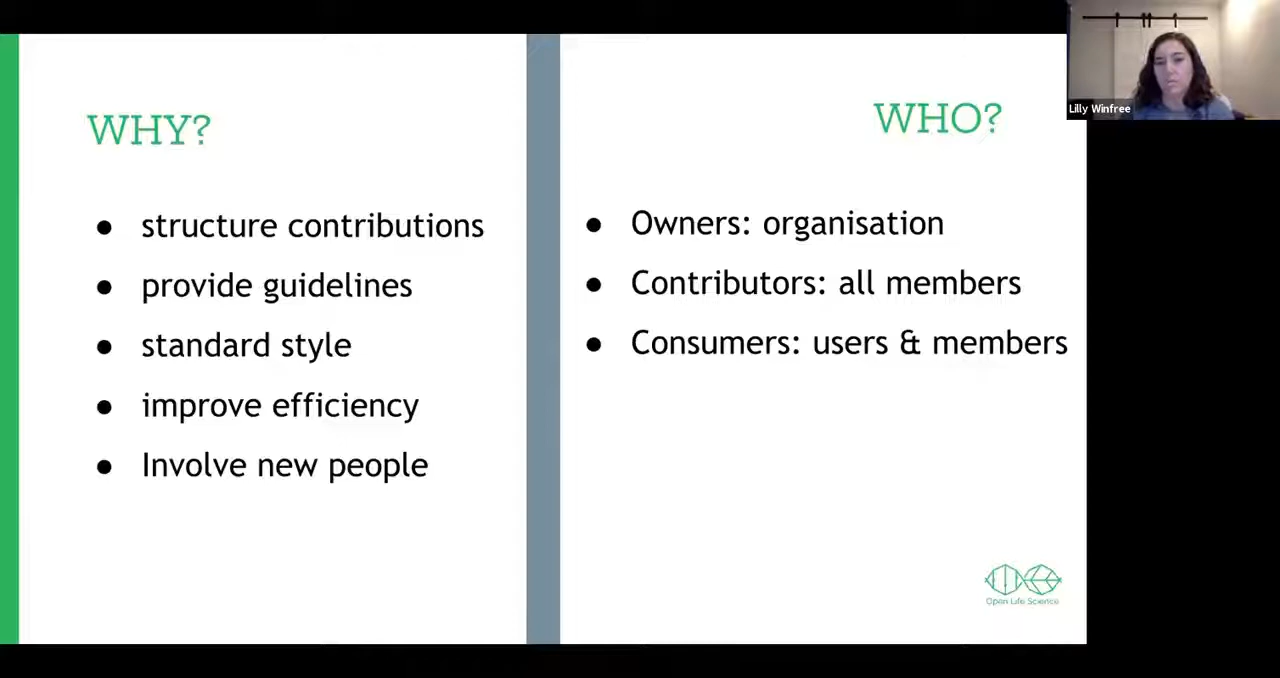 WHY?
● structure contributions
● provide guidelines
● standard style
● improve efficiency
● Involve new people
WHO?
● Owners: organisation
● Contributors: all members
● Consumers: users & members
Open Life Science
Lilly Winfree